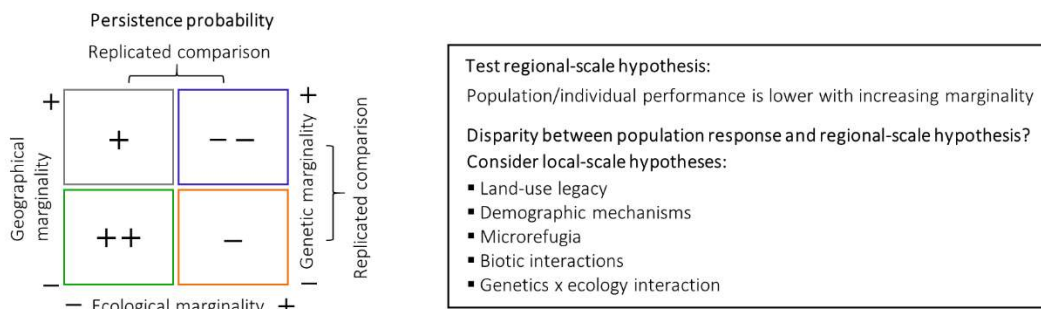 Persistence probability
Replicated comparison
+
+
+
− −
Geographical
marginality
Genetic marginality
Replicated comparison
+ +
−
−
−
− Ecological marginality +
Test regional-scale hypothesis:
Population/individual performance is lower with increasing marginality
Disparity between population response and regional-scale hypothesis?
Consider local-scale hypotheses:
▪ Land-use legacy
▪ Demographic mechanisms
▪ Microrefugia
▪ Biotic interactions
▪ Genetics x ecology interaction